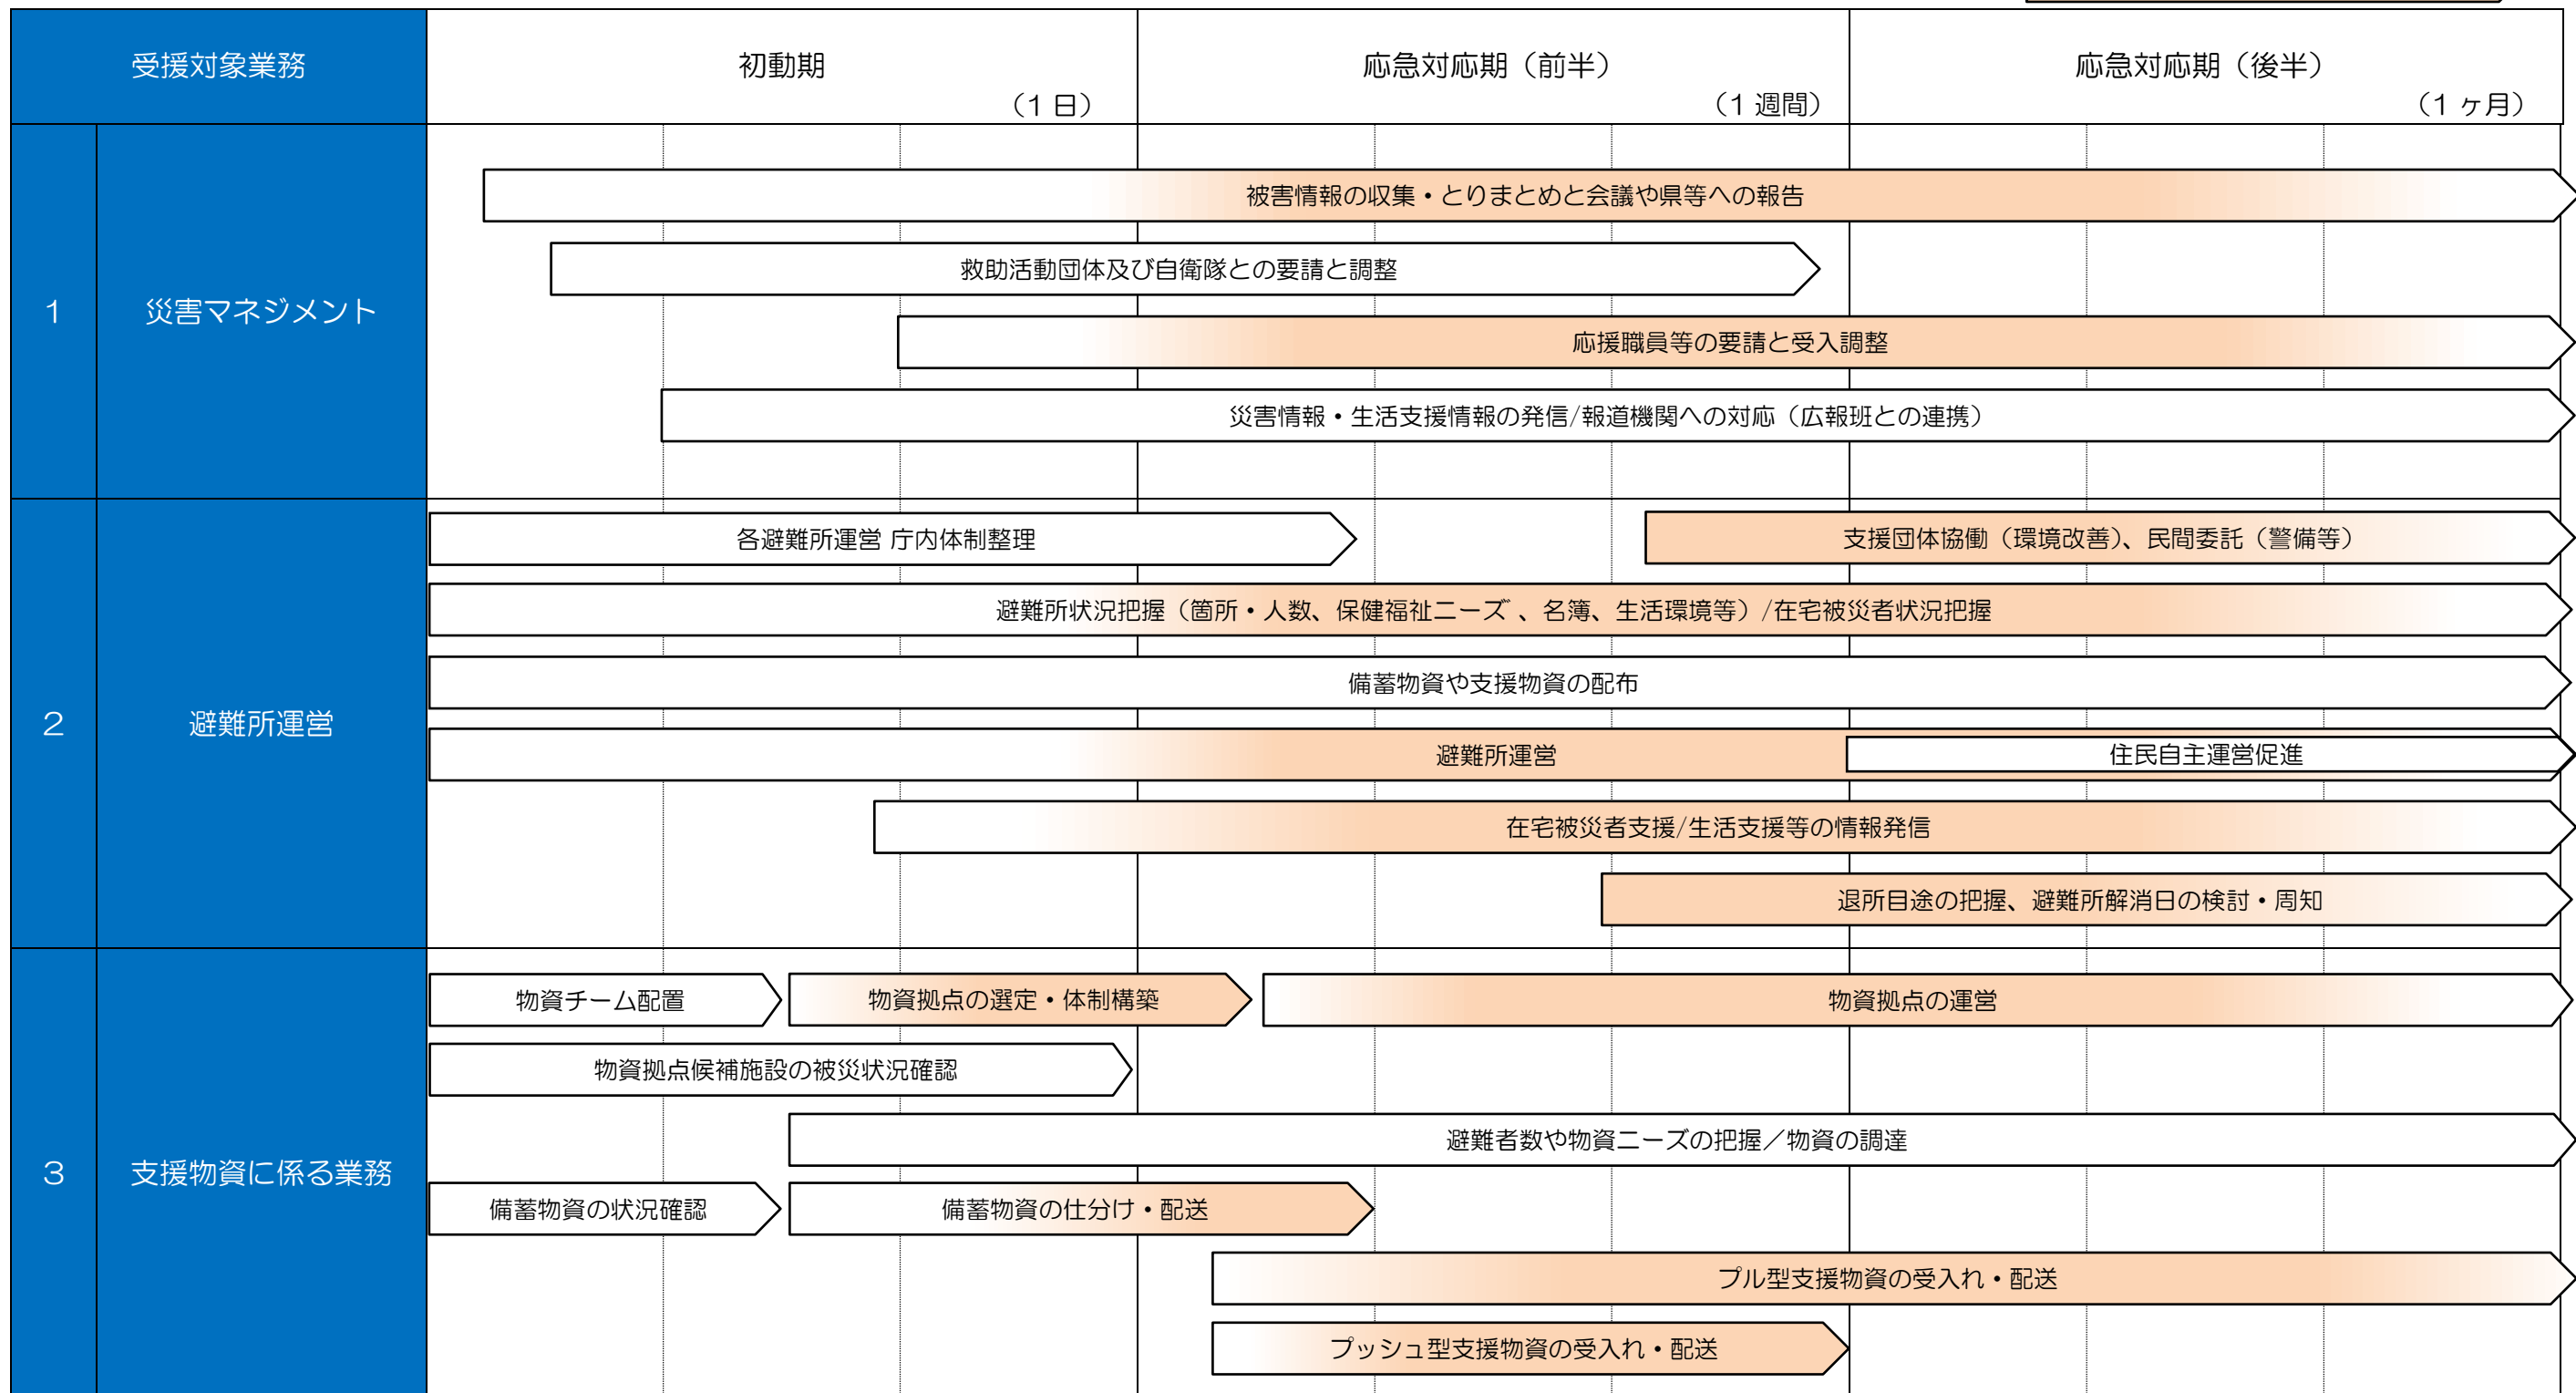 受援対象業務
初動期
（1日）
応急対応期（前半）
（1週間）
応急対応期（後半）
（1ヶ月）
1
災害マネジメント
被害情報の収集・とりまとめと会議や県等への報告
救助活動団体及び自衛隊との要請と調整
応援職員等の要請と受入調整
災害情報・生活支援情報の発信/報道機関への対応（広報班との連携）
2
避難所運営
各避難所運営 庁内体制整理
支援団体協働（環境改善）、民間委託（警備等）
避難所状況把握（箇所・人数、保健福祉ニーズ、名簿、生活環境等）/在宅被災者状況把握
備蓄物資や支援物資の配布
避難所運営
住民自主運営促進
在宅被災者支援/生活支援等の情報発信
退所目途の把握、避難所解消日の検討・周知
3
支援物資に係る業務
物資チーム配置
物資拠点の選定・体制構築
物資拠点の運営
物資拠点候補施設の被災状況確認
避難者数や物資ニーズの把握／物資の調達
備蓄物資の状況確認
備蓄物資の仕分け・配送
プル型支援物資の受入れ・配送
プッシュ型支援物資の受入れ・配送